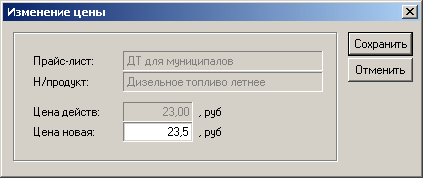 Изменение цены
Прайс-лист: ДТ для муниципалов
Н/продукт: Дизельное топливо летнее
Цена действ: 23,00 , руб
Цена новая: 23,5 , руб
Сохранить
Отменить